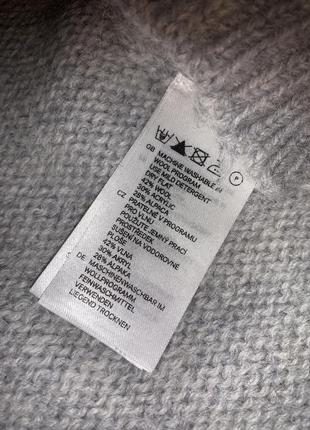 GB MACHINE WASHABLE IN
WOOL PROGRAM
USE MILD DETERGENT
DRY FLAT
42% WOOL
30% ACRYLIC
28% ALPACA
CZ PRATELNÉ V PROGRAMU
PRO VLNU
POUŽIJTE JEMNÝ PRACÍ
PROSTŘEDEK
SUŠENÍ NA VODOROVNÉ
PLOŠE
42% VLNA
30% AKRYL
28% ALPAKA
DE MASCHINENWASCHBAR IM
WOLLPROGRAMM
FEINWASCHMITTEL
VERWENDEN
LIEGEND TROCKNEN